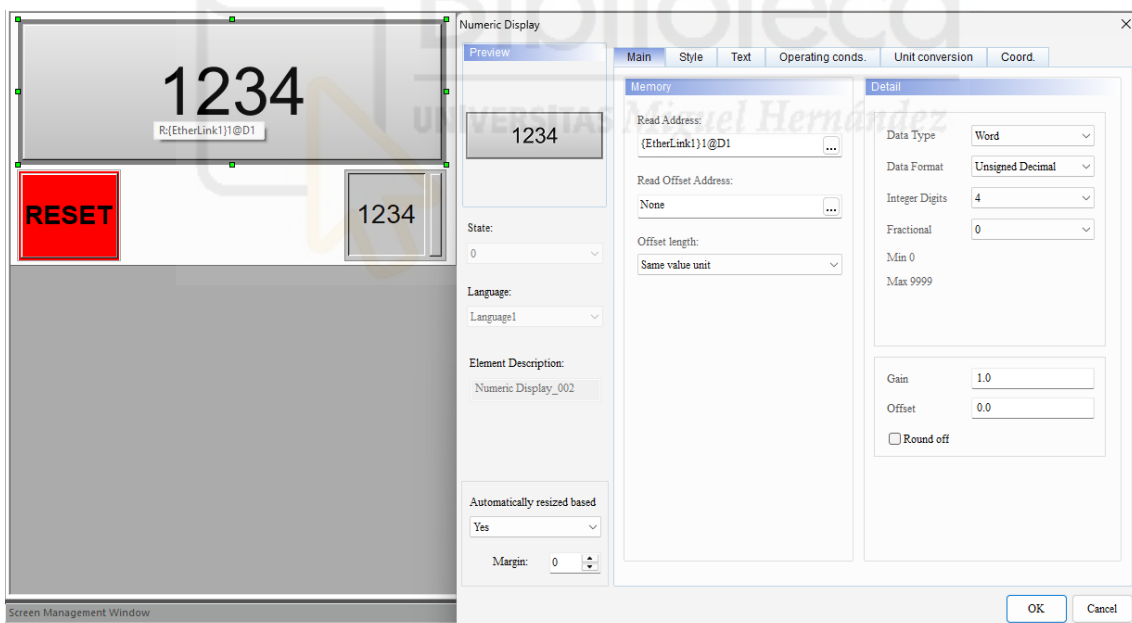 Biblioteca
UNIVERSITAS Miguel Hernández
1234
R:{EtherLink1}1@D1
RESET
1234
Screen Management Window
Numeric Display
Preview
1234
State:
0
Language:
Language1
Element Description:
Numeric Display_002
Automatically resized based
Yes
Margin: 0
Main Style Text Operating conds. Unit conversion Coord.
Memory
Read Address:
{EtherLink1}1@D1
...
Read Offset Address:
None
...
Offset length:
Same value unit
Detail
Data Type Word
Data Format Unsigned Decimal
Integer Digits 4
Fractional 0
Min 0
Max 9999
Gain 1.0
Offset 0.0
Round off
OK Cancel